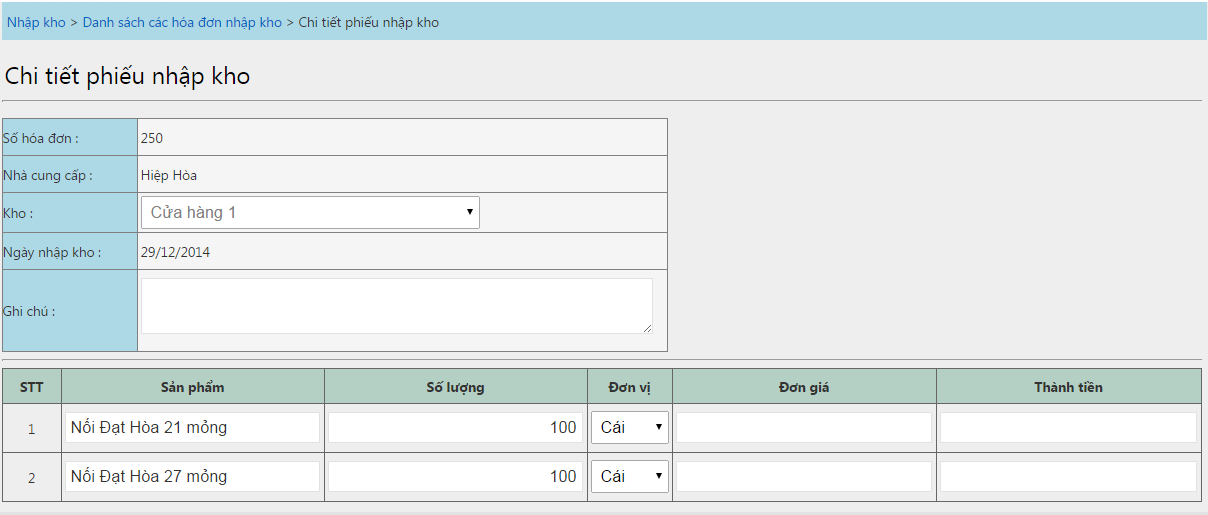 Nhập kho > Danh sách các hóa đơn nhập kho > Chi tiết phiếu nhập kho
Chi tiết phiếu nhập kho
Số hóa đơn : 250
Nhà cung cấp : Hiệp Hòa
Kho : Cửa hàng 1
Ngày nhập kho : 29/12/2014
Ghi chú :
STT Sản phẩm Số lượng Đơn vị Đơn giá Thành tiền
1 Nối Đạt Hòa 21 mỏng 100 Cái
2 Nối Đạt Hòa 27 mỏng 100 Cái